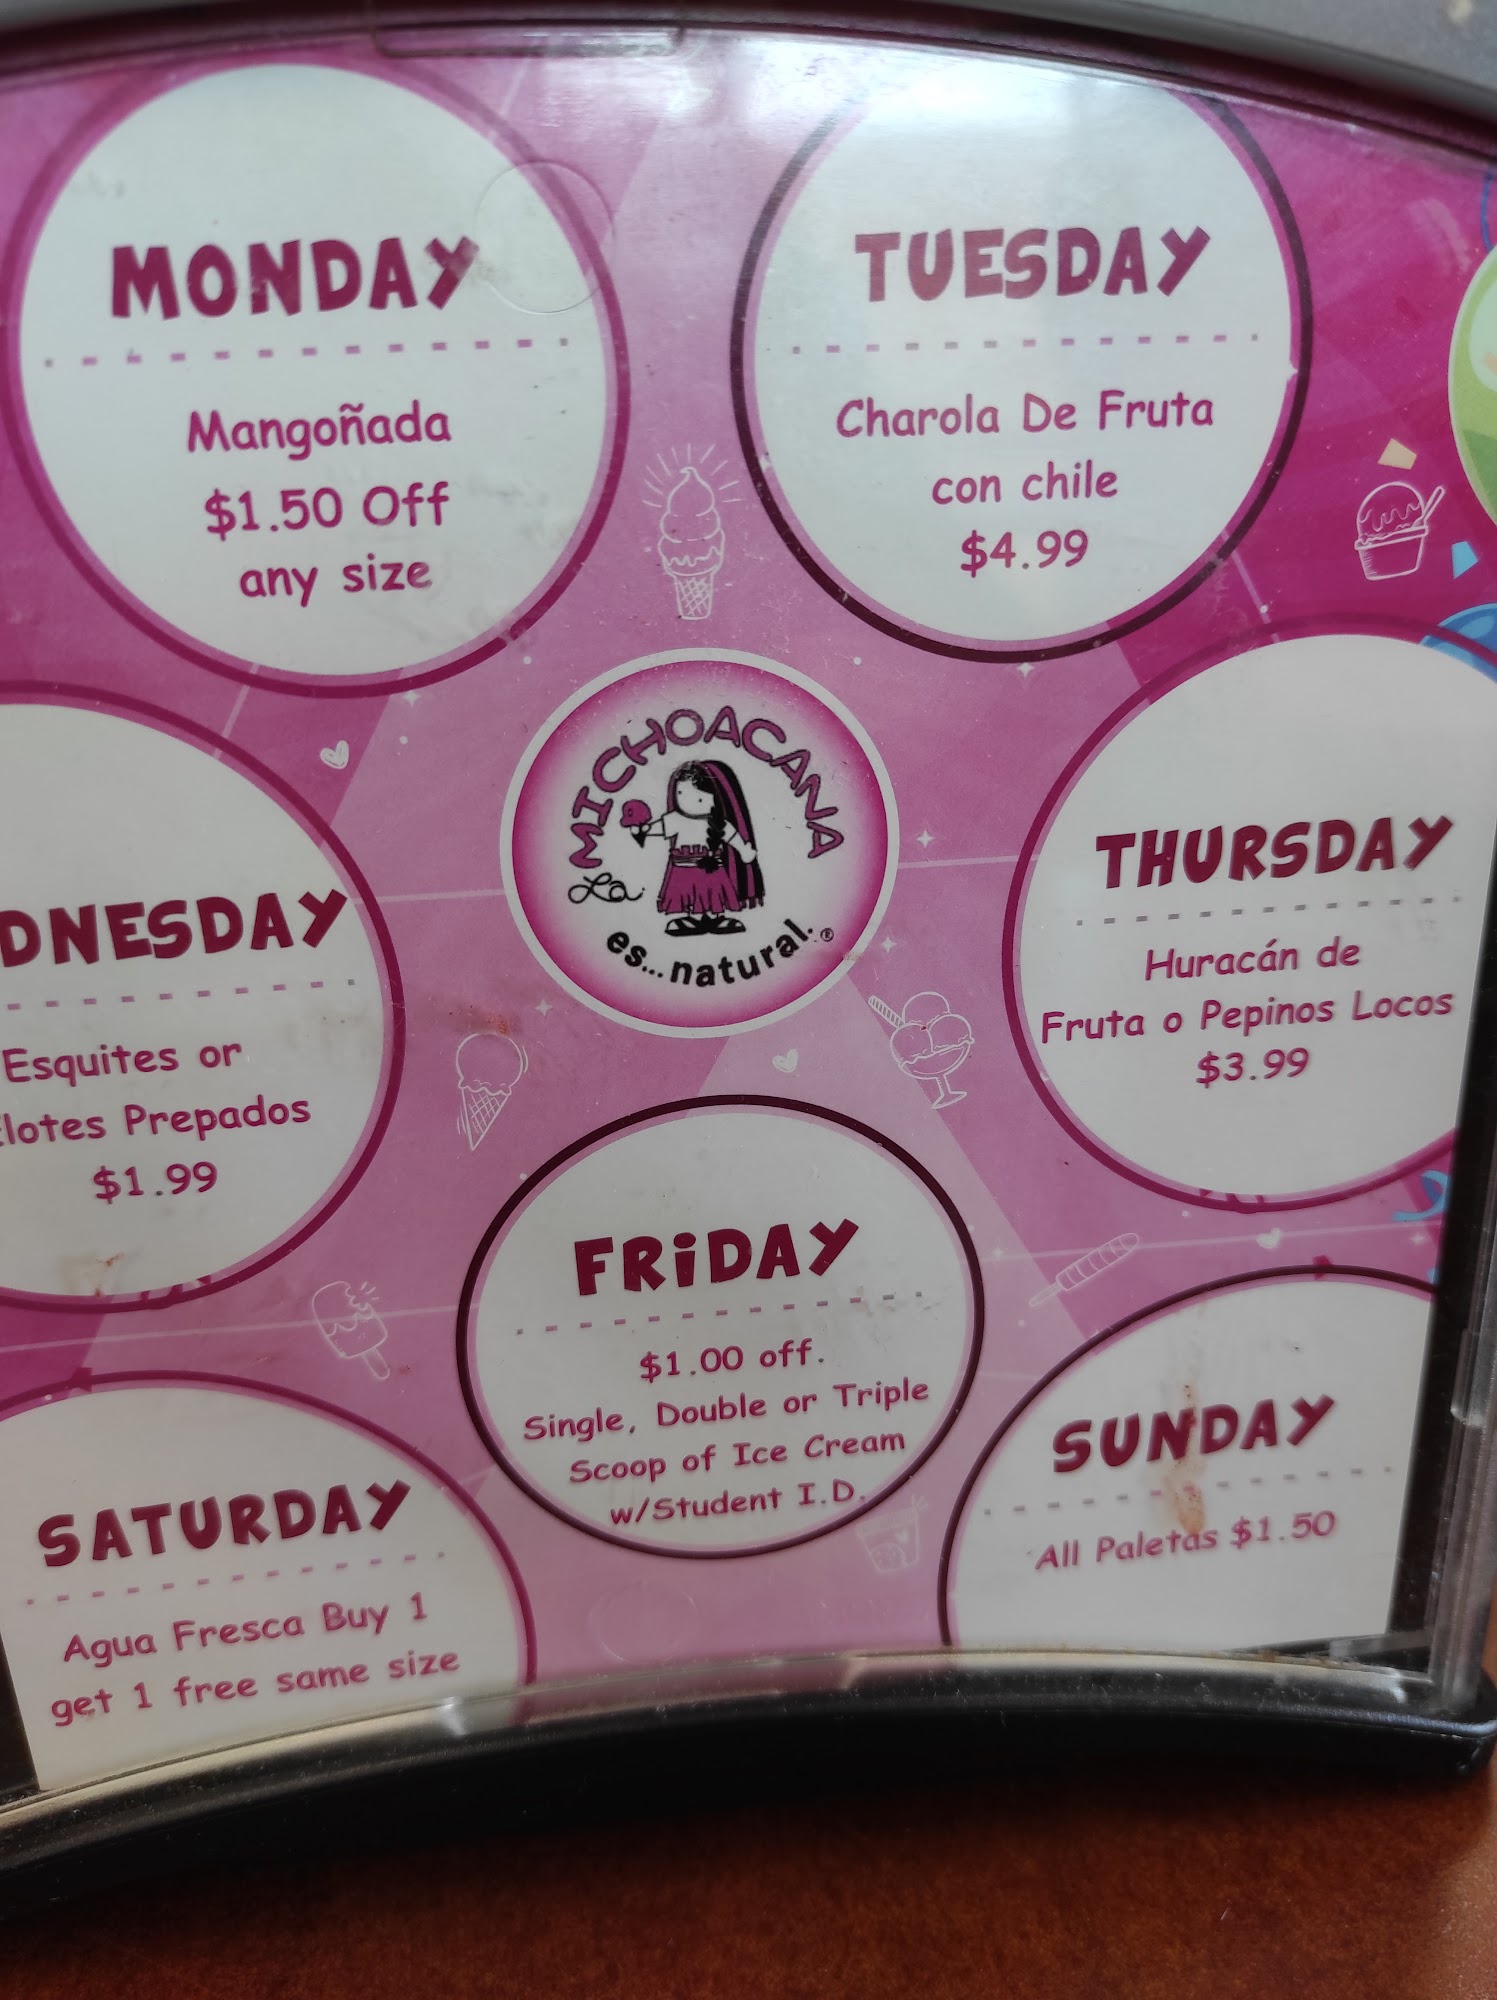 MONDAY
Mangoñada
$1.50 Off
any size
TUESDAY
Charola De Fruta
con chile
$4.99
La MICHOACANA
es...natural.®
DNESDAY
Esquites or
lotes Prepados
$1.99
THURSDAY
Huracán de
Fruta o Pepinos Locos
$3.99
FRiDAY
$1.00 off.
Single, Double or Triple
Scoop of Ice Cream
w/Student I.D.
SATURDAY
Agua Fresca Buy 1
get 1 free same size
SUNDAY
All Paletas $1.50